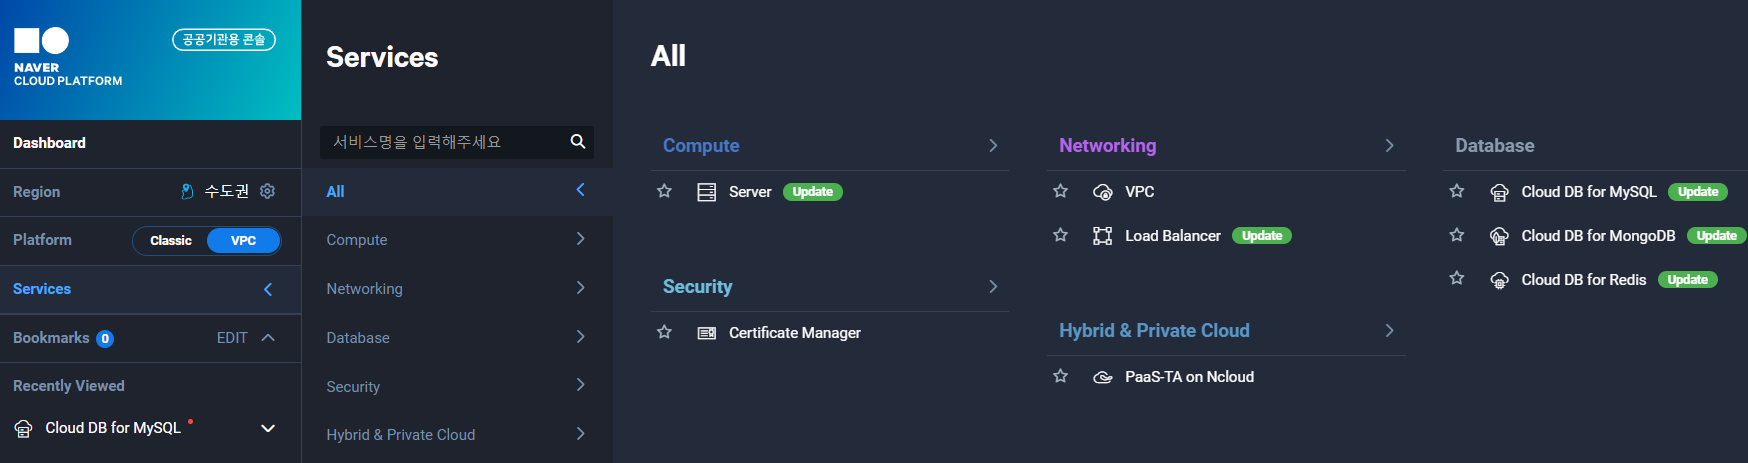 NAVER
CLOUD PLATFORM
공공기관용 콘솔
Dashboard
Region
수도권
Platform
Classic
VPC
Services
Bookmarks 0
EDIT
Recently Viewed
Cloud DB for MySQL
Services
서비스명을 입력해주세요
All
Compute
Networking
Database
Security
Hybrid & Private Cloud
All
Compute
Server Update
Security
Certificate Manager
Networking
VPC
Load Balancer Update
Hybrid & Private Cloud
PaaS-TA on Ncloud
Database
Cloud DB for MySQL Update
Cloud DB for MongoDB Update
Cloud DB for Redis Update